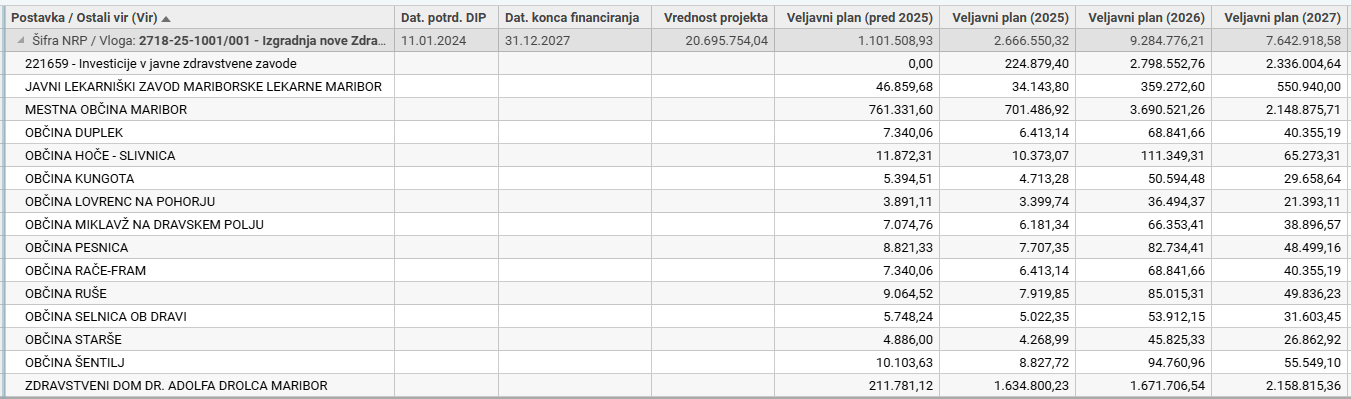 Postavka / Ostali vir (Vir) Dat. potrd. DIP Dat. konca financiranja Vrednost projekta Veljavni plan (pred 2025) Veljavni plan (2025) Veljavni plan (2026) Veljavni plan (2027)
Šifra NRP / Vloga: 2718-25-1001/001 - Izgradnja nove Zdra... 11.01.2024 31.12.2027 20.695.754,04 1.101.508,93 2.666.550,32 9.284.776,21 7.642.918,58
221659 - Investicije v javne zdravstvene zavode 0,00 224.879,40 2.798.552,76 2.336.004,64
JAVNI LEKARNIŠKI ZAVOD MARIBORSKE LEKARNE MARIBOR 46.859,68 34.143,80 359.272,60 550.940,00
MESTNA OBČINA MARIBOR 761.331,60 701.486,92 3.690.521,26 2.148.875,71
OBČINA DUPLEK 7.340,06 6.413,14 68.841,66 40.355,19
OBČINA HOČE - SLIVNICA 11.872,31 10.373,07 111.349,31 65.273,31
OBČINA KUNGOTA 5.394,51 4.713,28 50.594,48 29.658,64
OBČINA LOVRENC NA POHORJU 3.891,11 3.399,74 36.494,37 21.393,11
OBČINA MIKLAVŽ NA DRAVSKEM POLJU 7.074,76 6.181,34 66.353,41 38.896,57
OBČINA PESNICA 8.821,33 7.707,35 82.734,41 48.499,16
OBČINA RAČE-FRAM 7.340,06 6.413,14 68.841,66 40.355,19
OBČINA RUŠE 9.064,52 7.919,85 85.015,31 49.836,23
OBČINA SELNICA OB DRAVI 5.748,24 5.022,35 53.912,15 31.603,45
OBČINA STARŠE 4.886,00 4.268,99 45.825,33 26.862,92
OBČINA ŠENTILJ 10.103,63 8.827,72 94.760,96 55.549,10
ZDRAVSTVENI DOM DR. ADOLFA DROLCA MARIBOR 211.781,12 1.634.800,23 1.671.706,54 2.158.815,36